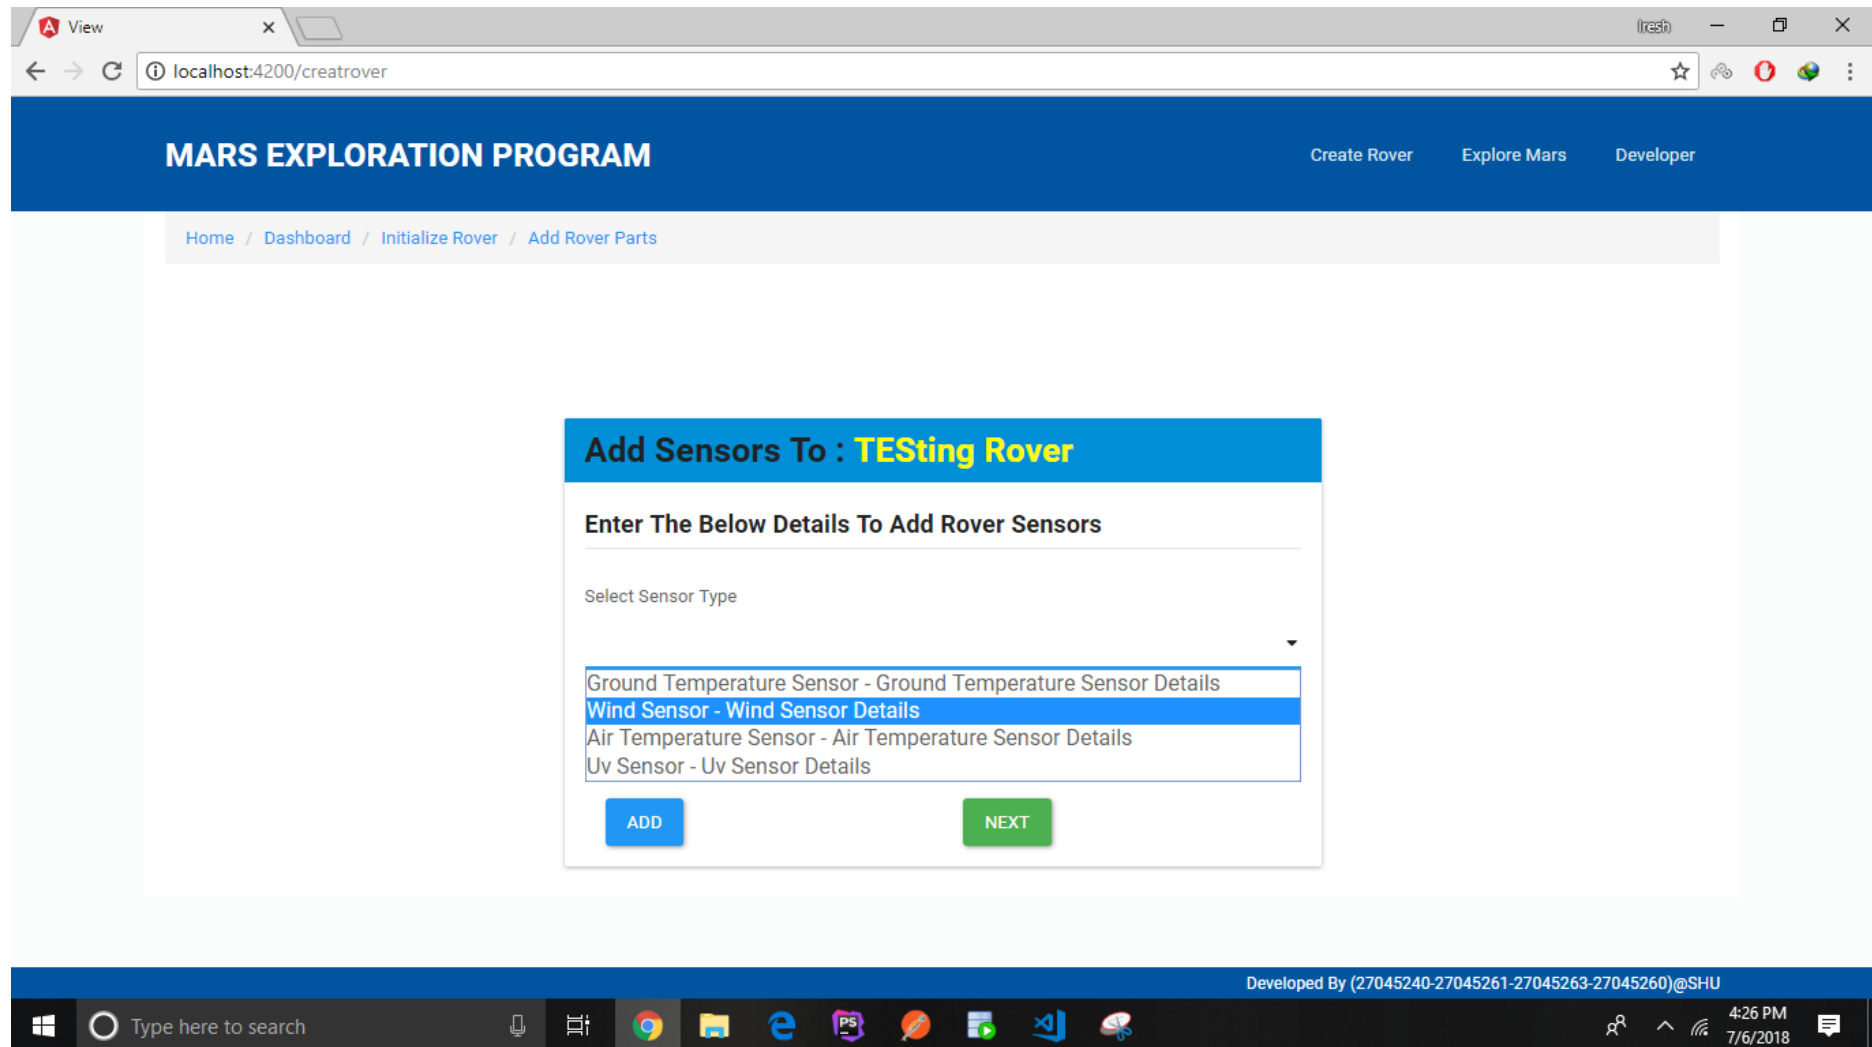 View
Iresh
localhost:4200/creatrover
MARS EXPLORATION PROGRAM
Create Rover
Explore Mars
Developer
Home / Dashboard / Initialize Rover / Add Rover Parts
Add Sensors To : TESting Rover
Enter The Below Details To Add Rover Sensors
Select Sensor Type
Ground Temperature Sensor - Ground Temperature Sensor Details
Wind Sensor - Wind Sensor Details
Air Temperature Sensor - Air Temperature Sensor Details
Uv Sensor - Uv Sensor Details
ADD
NEXT
Developed By (27045240-27045261-27045263-27045260)@SHU
Type here to search
PS
4:26 PM
7/6/2018